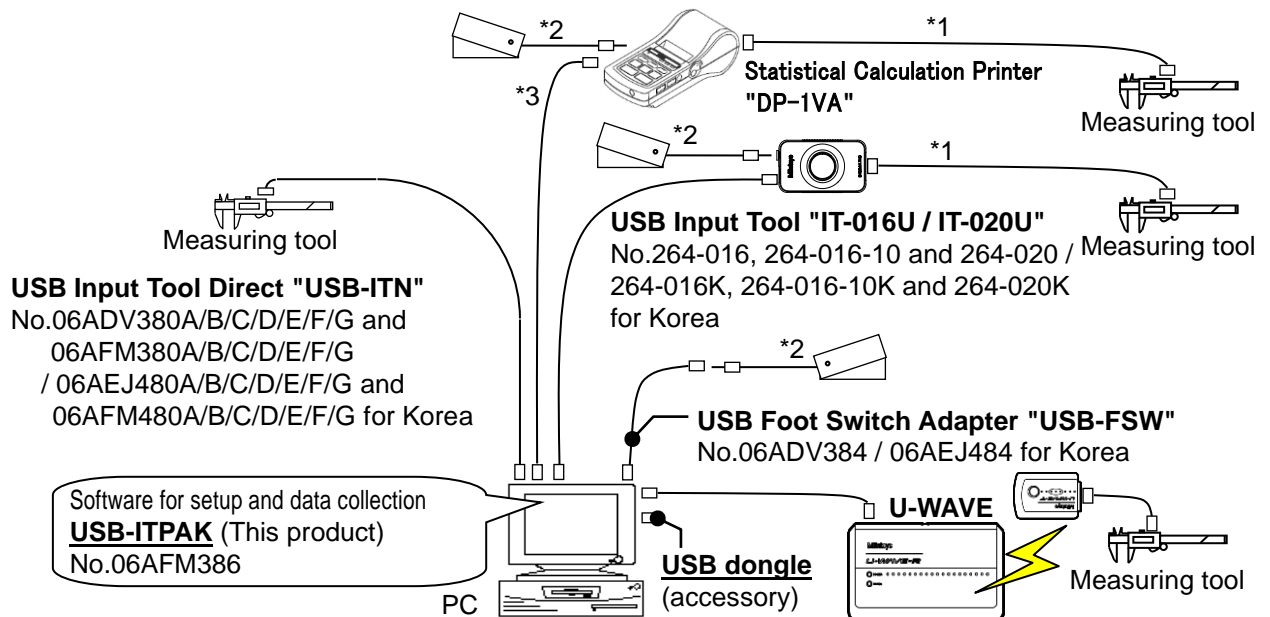 *2
*1
*3
Statistical Calculation Printer
"DP-1VA"
Measuring tool
*2
*1
Mitutoyo
Measuring tool
USB Input Tool "IT-016U / IT-020U"
No.264-016, 264-016-10 and 264-020 /
264-016K, 264-016-10K and 264-020K
for Korea
Measuring tool
USB Input Tool Direct "USB-ITN"
No.06ADV380A/B/C/D/E/F/G and
06AFM380A/B/C/D/E/F/G
/ 06AEJ480A/B/C/D/E/F/G and
06AFM480A/B/C/D/E/F/G for Korea
*2
USB Foot Switch Adapter "USB-FSW"
No.06ADV384 / 06AEJ484 for Korea
Software for setup and data collection
USB-ITPAK (This product)
No.06AFM386
PC
USB dongle
(accessory)
U-WAVE
Mitutoyo
Measuring tool